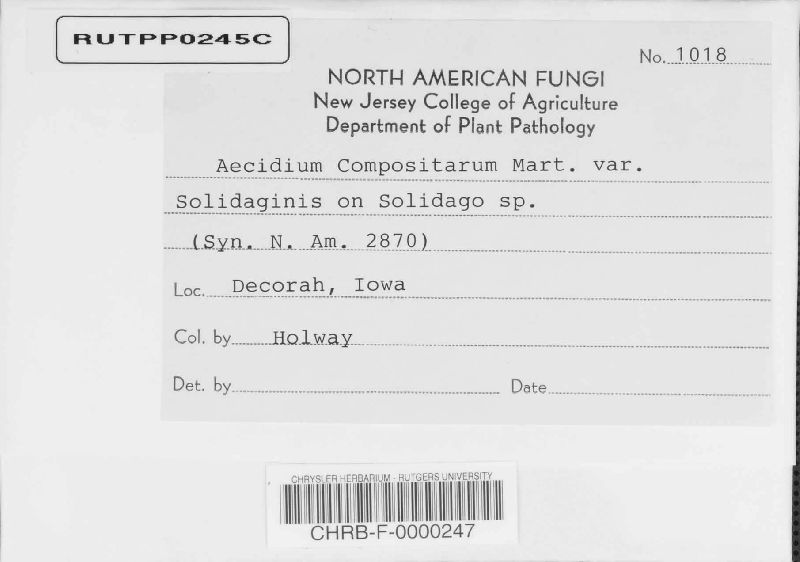 RUTPP0245C
No. 1018
NORTH AMERICAN FUNGI
New Jersey College of Agriculture
Department of Plant Pathology
Aecidium Compositarum Mart. var.
Solidaginis on Solidago sp.
(Syn. N. Am. 2870)
Loc. Decorah, Iowa
Col. by Holway
Det. by Date
CHRYSLER HERBARIUM - RUTGERS UNIVERSITY
CHRB-F-0000247